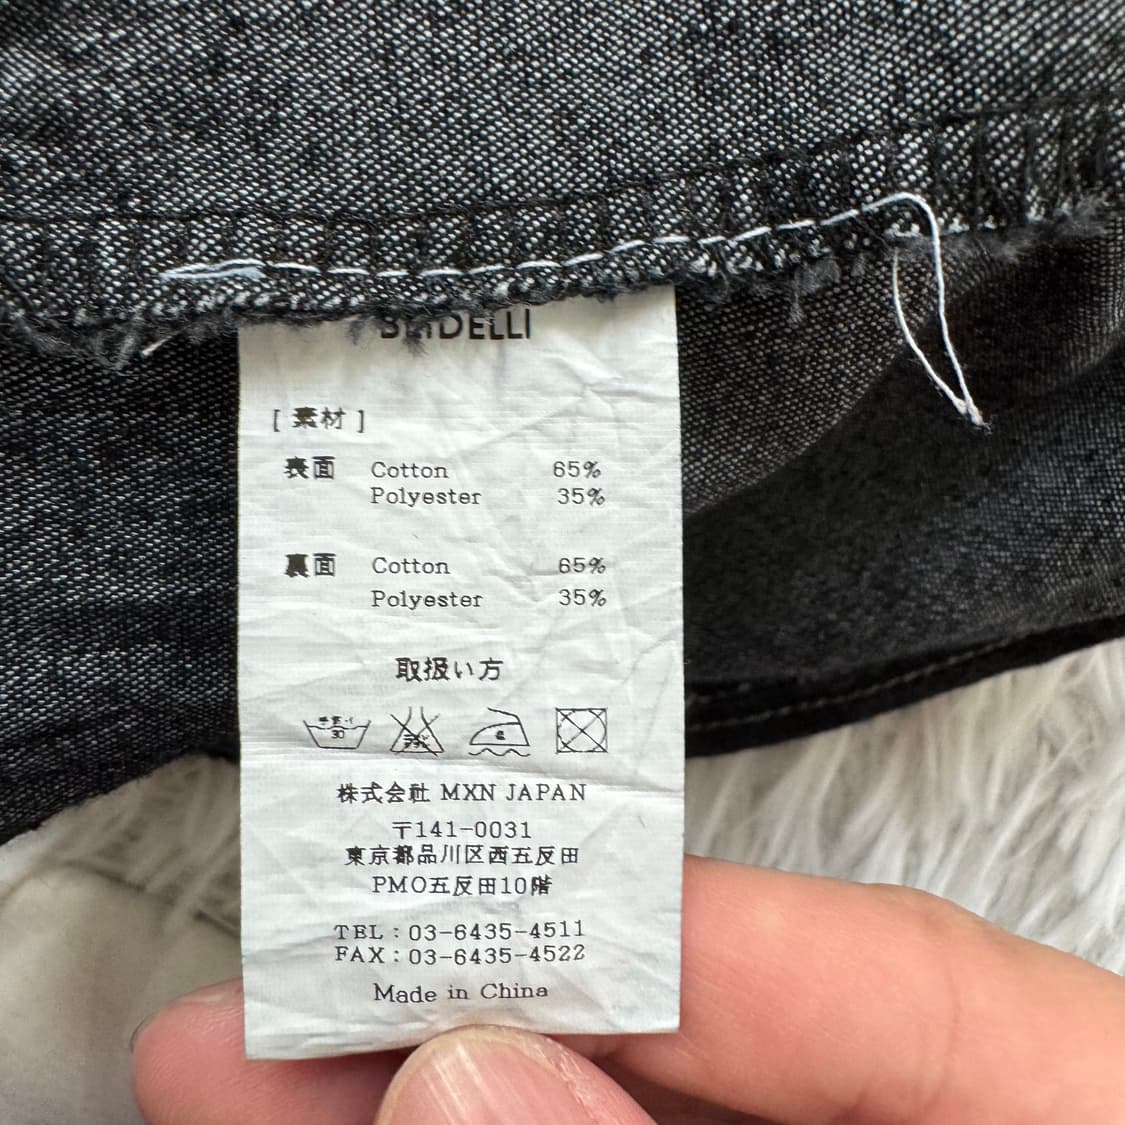 [ 素材 ]
表面 Cotton 65%
Polyester 35%
裏面 Cotton 65%
Polyester 35%
取扱い方
30
株式会社 MXN JAPAN
〒141-0031
東京都品川区西五反田
PMO五反田10階
TEL : 03-6435-4511
FAX : 03-6435-4522
Made in China